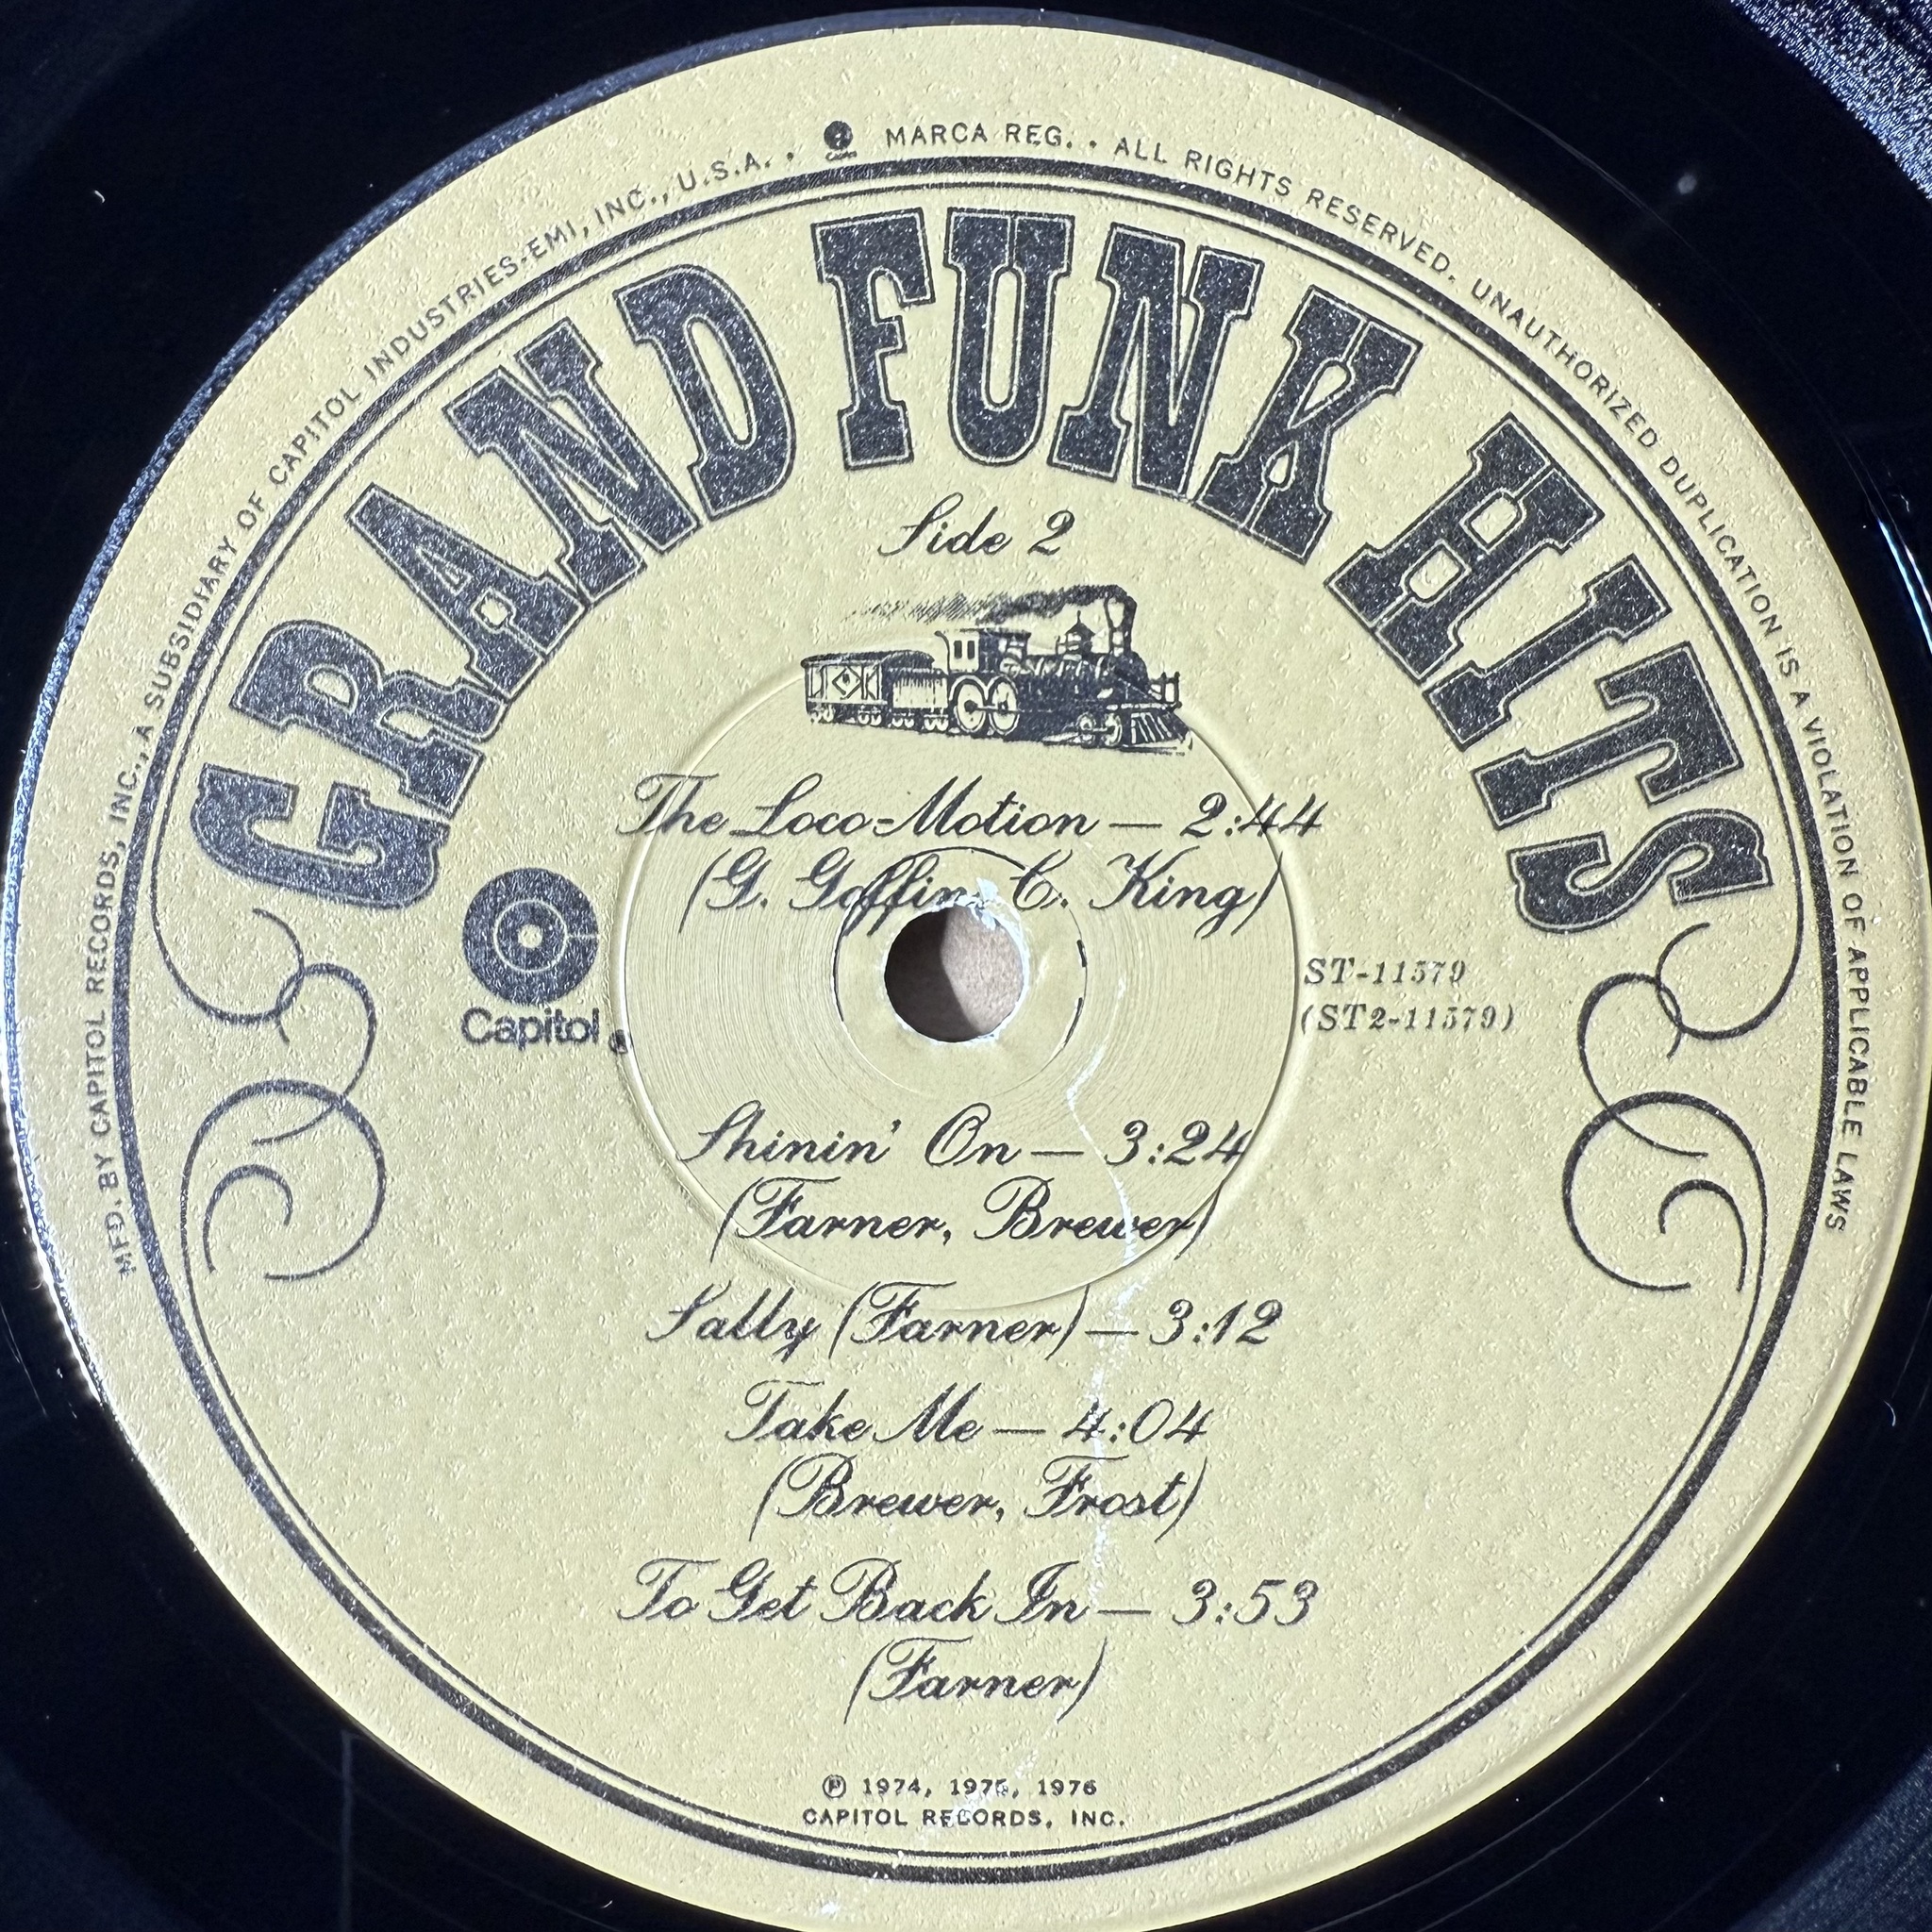 MFD. BY CAPITOL RECORDS, INC., A SUBSIDIARY OF CAPITOL INDUSTRIES-EMI, INC., U.S.A. • MARCA REG. • ALL RIGHTS RESERVED. UNAUTHORIZED DUPLICATION IS A VIOLATION OF APPLICABLE LAWS
GRAND FUNK HITS
Side 2
The Loco-Motion — 2:44
(G. Goffin, C. King)
Capitol®
ST-11579
(ST2-11579)
Shinin' On — 3:24
(Farner, Brewer)
Sally (Farner) — 3:12
Take Me — 4:04
(Brewer, Frost)
To Get Back In — 3:53
(Farner)
℗ 1974, 1975, 1976
CAPITOL RECORDS, INC.